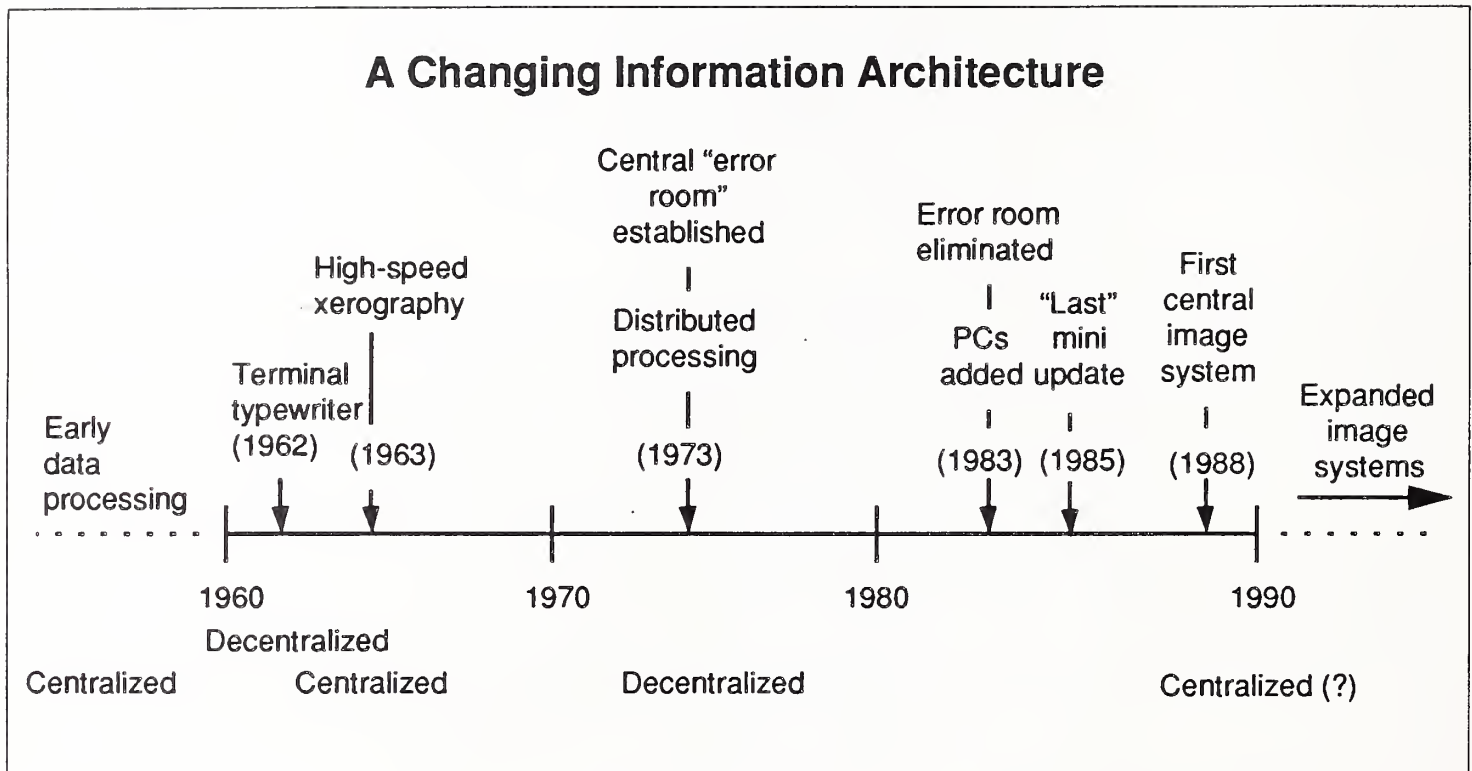 A Changing Information Architecture
Early
data
processing
Terminal
typewriter
(1962)
High-speed
xerography
(1963)
Central “error
room”
established
Distributed
processing
(1973)
Error room
eliminated
PCs
added
(1983)
“Last”
mini
update
(1985)
First
central
image
system
(1988)
Expanded
image
systems
1960
1970
1980
1990
Decentralized
Centralized
Centralized
Decentralized
Centralized (?)